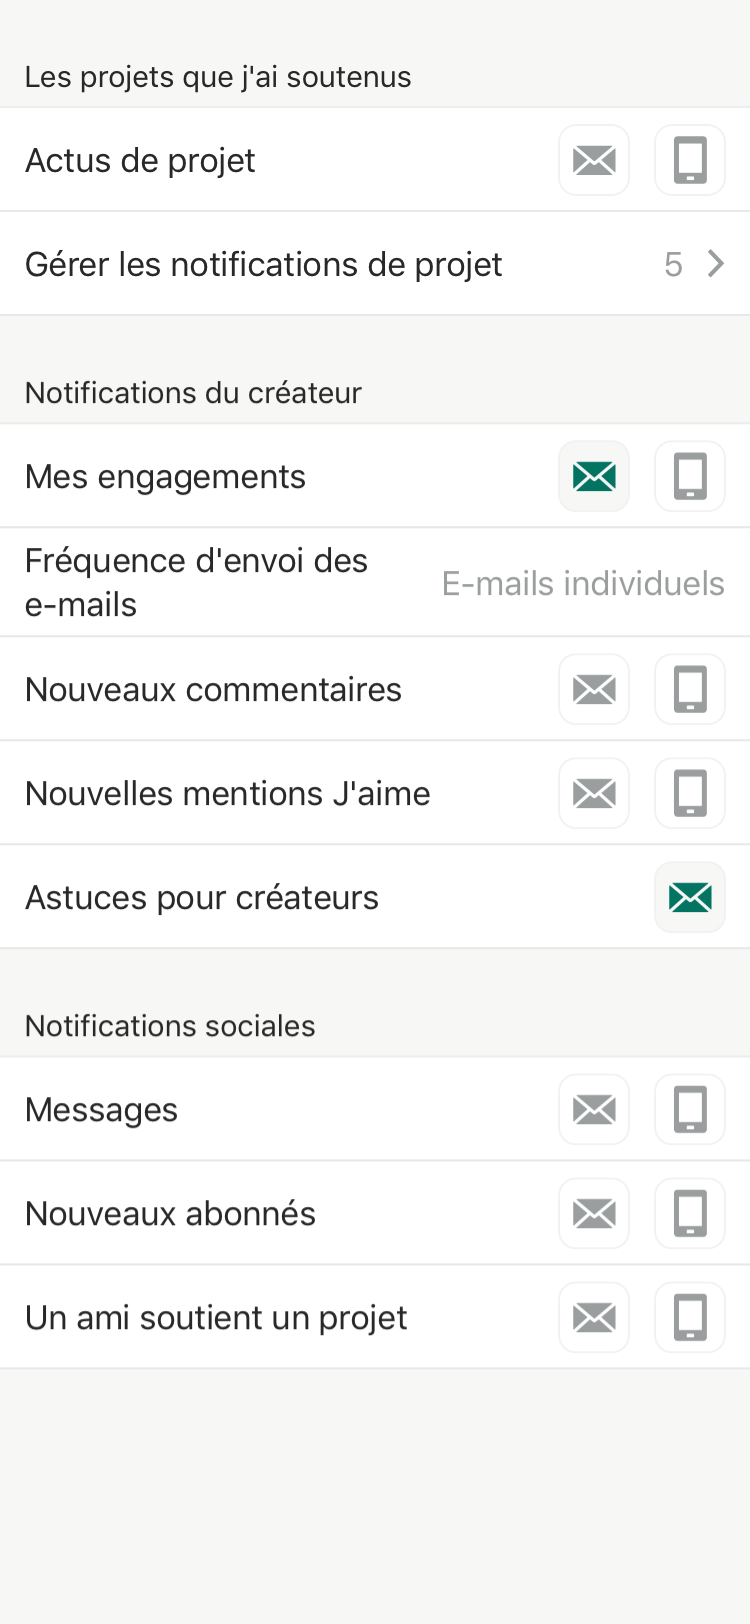 Les projets que j'ai soutenus
Actus de projet
Gérer les notifications de projet 5
Notifications du créateur
Mes engagements
Fréquence d'envoi des
e-mails
E-mails individuels
Nouveaux commentaires
Nouvelles mentions J'aime
Astuces pour créateurs
Notifications sociales
Messages
Nouveaux abonnés
Un ami soutient un projet